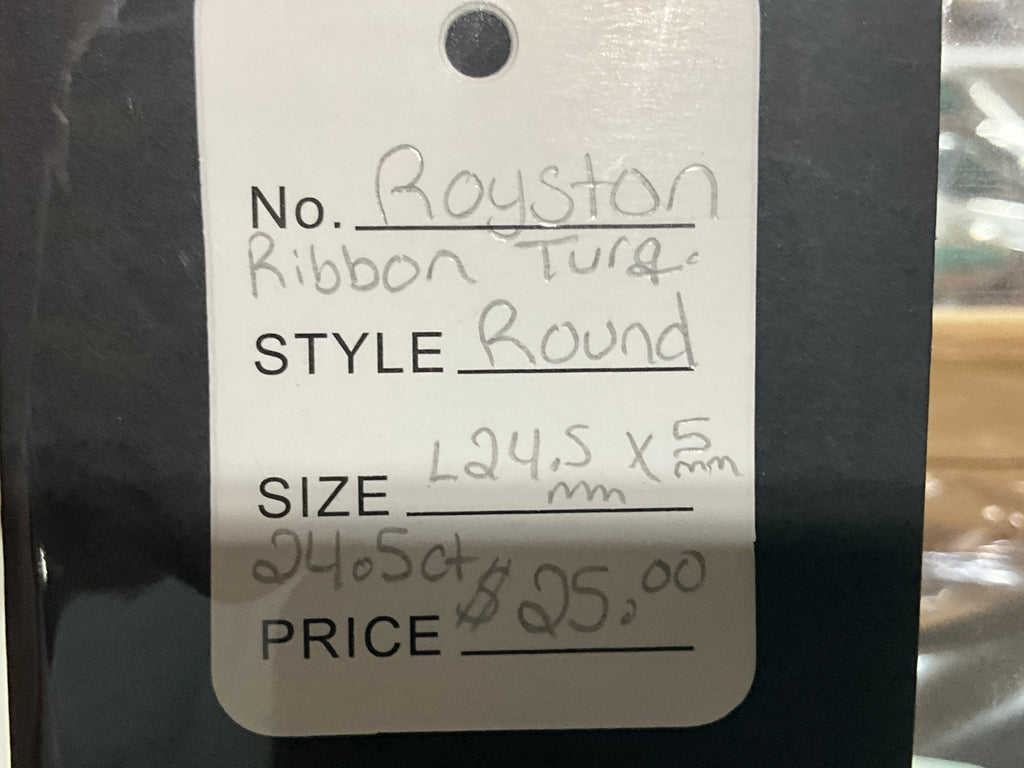 No. Royston
Ribbon Turq.
STYLE Round
SIZE L24.5 mm X 5 mm
24.5ct
PRICE $25.00